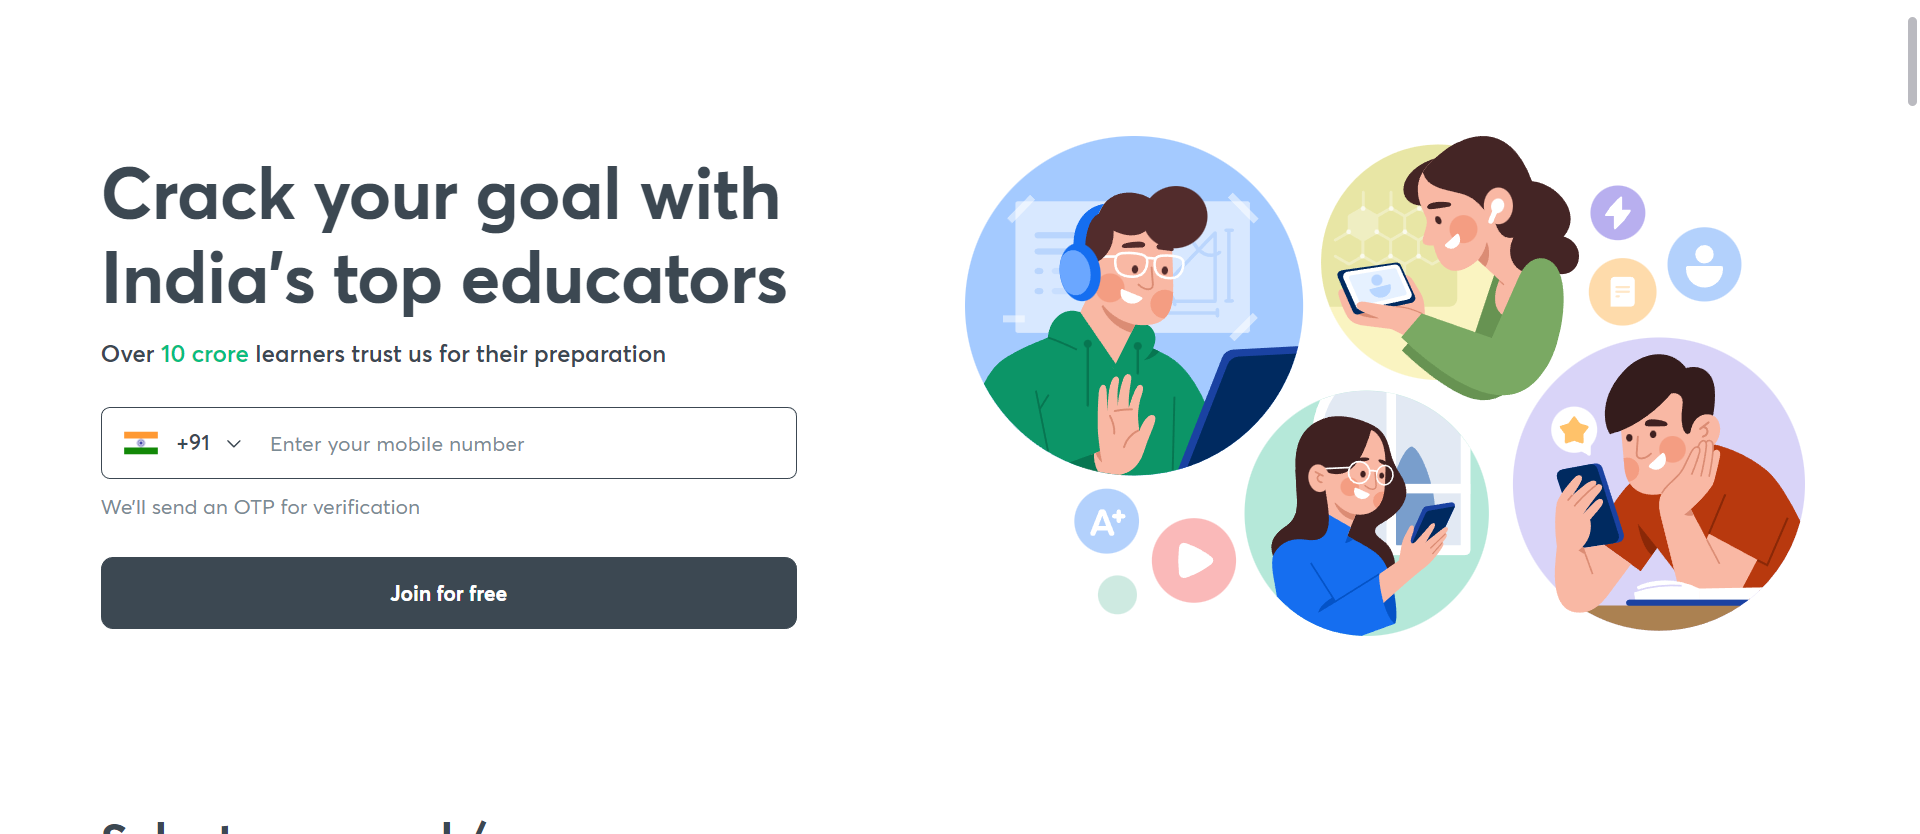 Crack your goal with
India's top educators
Over 10 crore learners trust us for their preparation
+91 Enter your mobile number
We'll send an OTP for verification
Join for free
A+